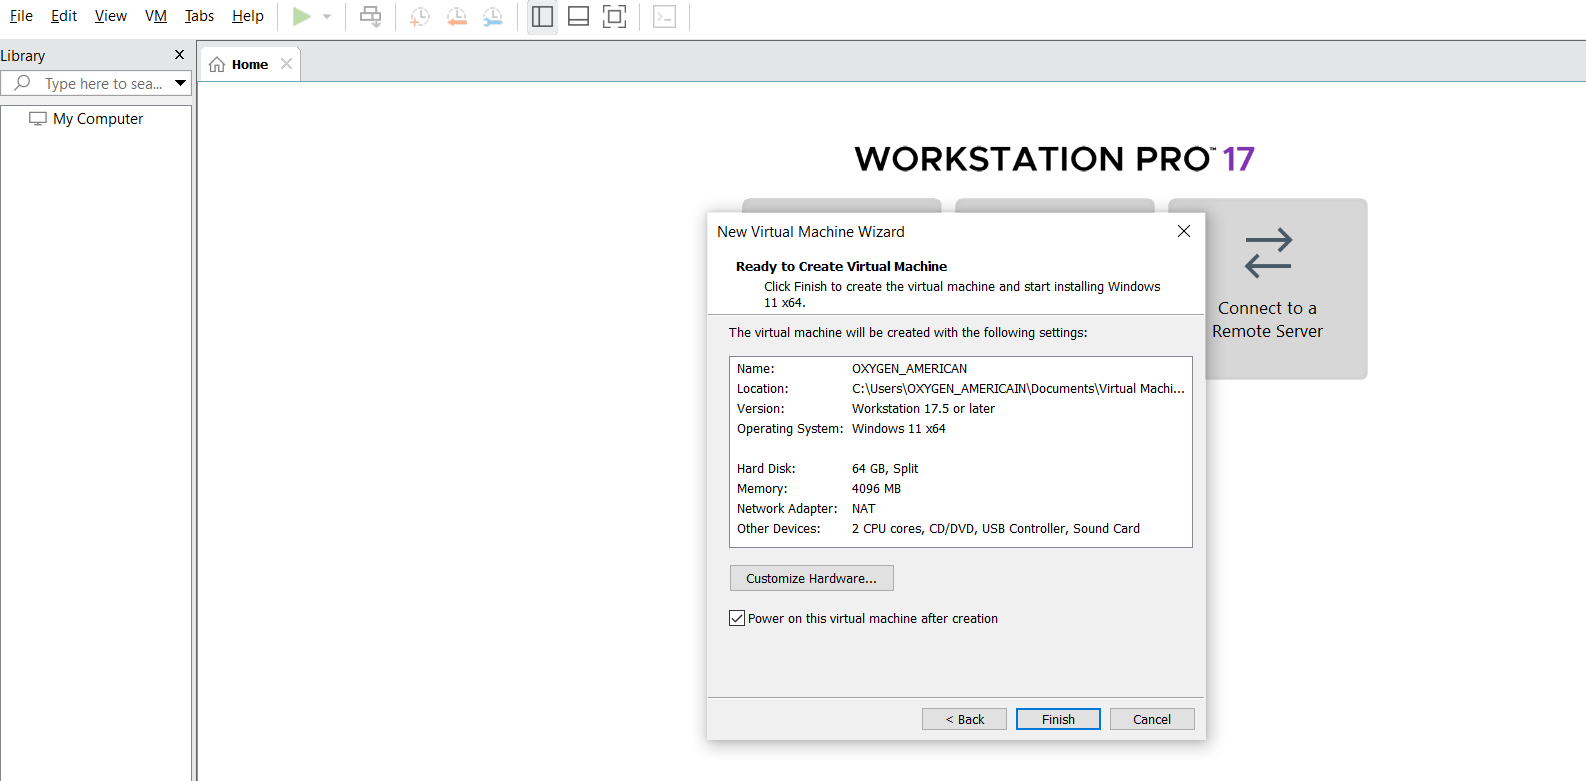 File Edit View VM Tabs Help
Library
Home
Type here to sea...
My Computer
WORKSTATION PRO™ 17
New Virtual Machine Wizard
Ready to Create Virtual Machine
Click Finish to create the virtual machine and start installing Windows
11 x64.
Connect to a
Remote Server
The virtual machine will be created with the following settings:
Name: OXYGEN_AMERICAN
Location: C:\Users\OXYGEN_AMERICAIN\Documents\Virtual Machi...
Version: Workstation 17.5 or later
Operating System: Windows 11 x64
Hard Disk: 64 GB, Split
Memory: 4096 MB
Network Adapter: NAT
Other Devices: 2 CPU cores, CD/DVD, USB Controller, Sound Card
Customize Hardware...
Power on this virtual machine after creation
< Back Finish Cancel